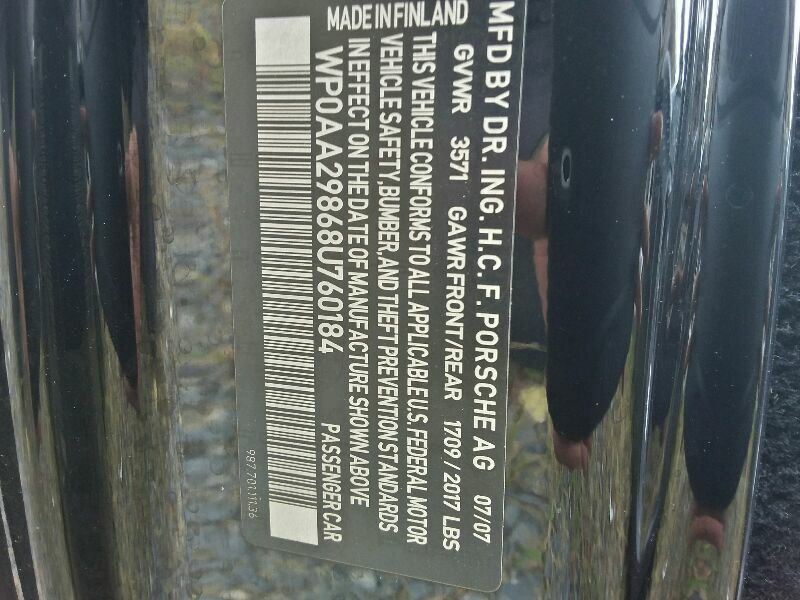 MFD BY DR. ING. H.C. F. PORSCHE AG 07/07
GVWR 3571 GAWR FRONT/REAR 1709 / 2017 LBS
THIS VEHICLE CONFORMS TO ALL APPLICABLE U.S. FEDERAL MOTOR
VEHICLE SAFETY, BUMBER, AND THEFT PREVENTION STANDARDS
IN EFFECT ON THE DATE OF MANUFACTURE SHOWN ABOVE
WP0AA29868U760184 PASSENGER CAR
MADE IN FINLAND